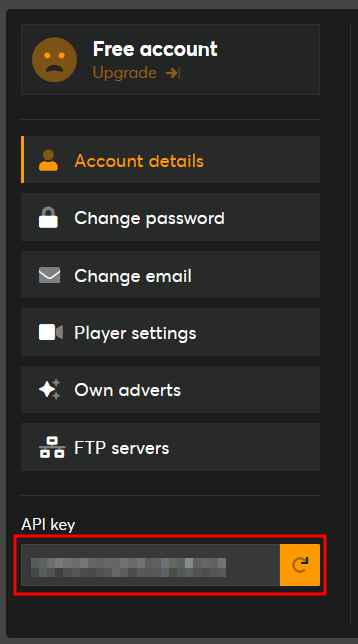 Free account
Upgrade
Account details
Change password
Change email
Player settings
Own adverts
FTP servers
API key